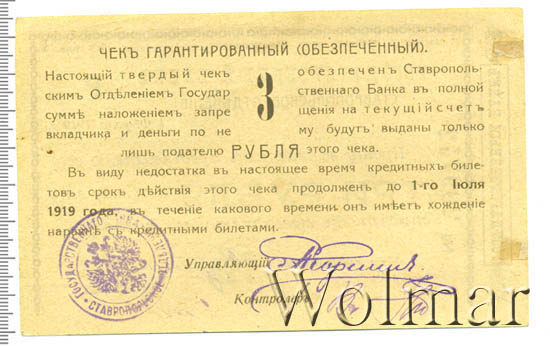 ЧЕКЪ ГАРАНТИРОВАННЫЙ (ОБЕЗПЕЧЕННЫЙ).
Настоящій твердый чекъ обезпеченъ Ставрополь-
скимъ Отдѣленіемъ Государ 3 ственнаго Банка въ полной
суммѣ наложеніемъ запре щенія на текущій счетъ
вкладчика и деньги по не му будутъ выданы только
лишь подателю РУБЛЯ этого чека.
Въ виду недостатка въ настоящее время кредитныхъ биле-
товъ срокъ дѣйствія этого чека продолженъ до 1-го Іюля
1919 года, въ теченіе какового времени онъ имѣетъ хожденіе
наравнѣ съ кредитными билетами.
Управляющій
Контролеръ
Wolmar